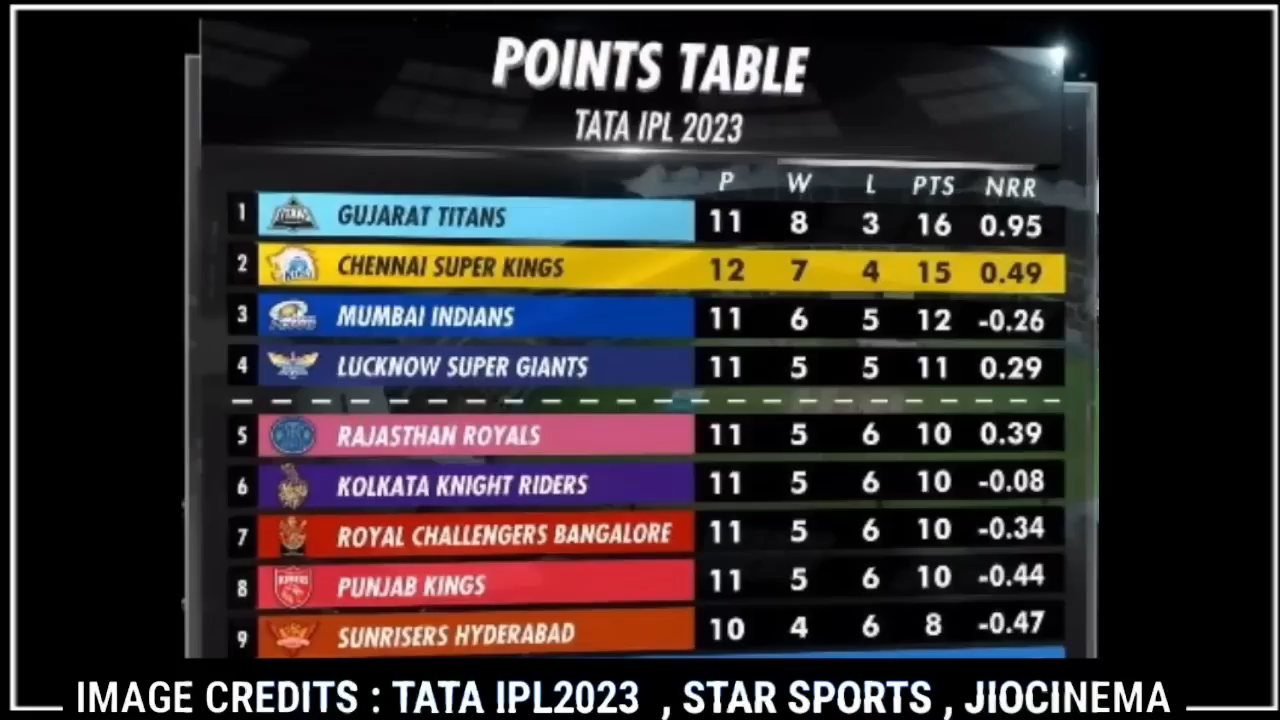 POINTS TABLE
TATA IPL 2023
P W L PTS NRR
1 TITANS GUJARAT TITANS 11 8 3 16 0.95
2 CHENNAI SUPER KINGS 12 7 4 15 0.49
3 MUMBAI INDIANS 11 6 5 12 -0.26
4 LUCKNOW SUPER GIANTS 11 5 5 11 0.29
5 RAJASTHAN ROYALS 11 5 6 10 0.39
6 KOLKATA KNIGHT RIDERS 11 5 6 10 -0.08
7 ROYAL CHALLENGERS BANGALORE 11 5 6 10 -0.34
8 PUNJAB KINGS 11 5 6 10 -0.44
9 SUNRISERS HYDERABAD 10 4 6 8 -0.47
IMAGE CREDITS : TATA IPL2023 , STAR SPORTS , JIOCINEMA